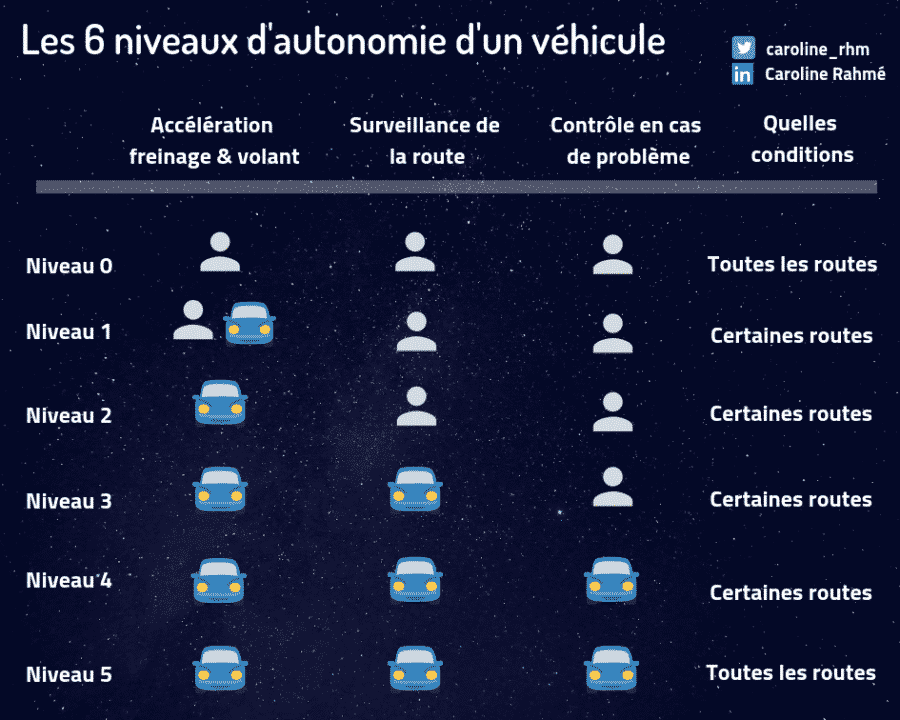 Les 6 niveaux d'autonomie d'un véhicule
caroline_rhm
in Caroline Rahmé
Accélération
freinage & volant
Surveillance de
la route
Contrôle en cas
de problème
Quelles
conditions
Niveau 0
Toutes les routes
Niveau 1
Certaines routes
Niveau 2
Certaines routes
Niveau 3
Certaines routes
Niveau 4
Certaines routes
Niveau 5
Toutes les routes